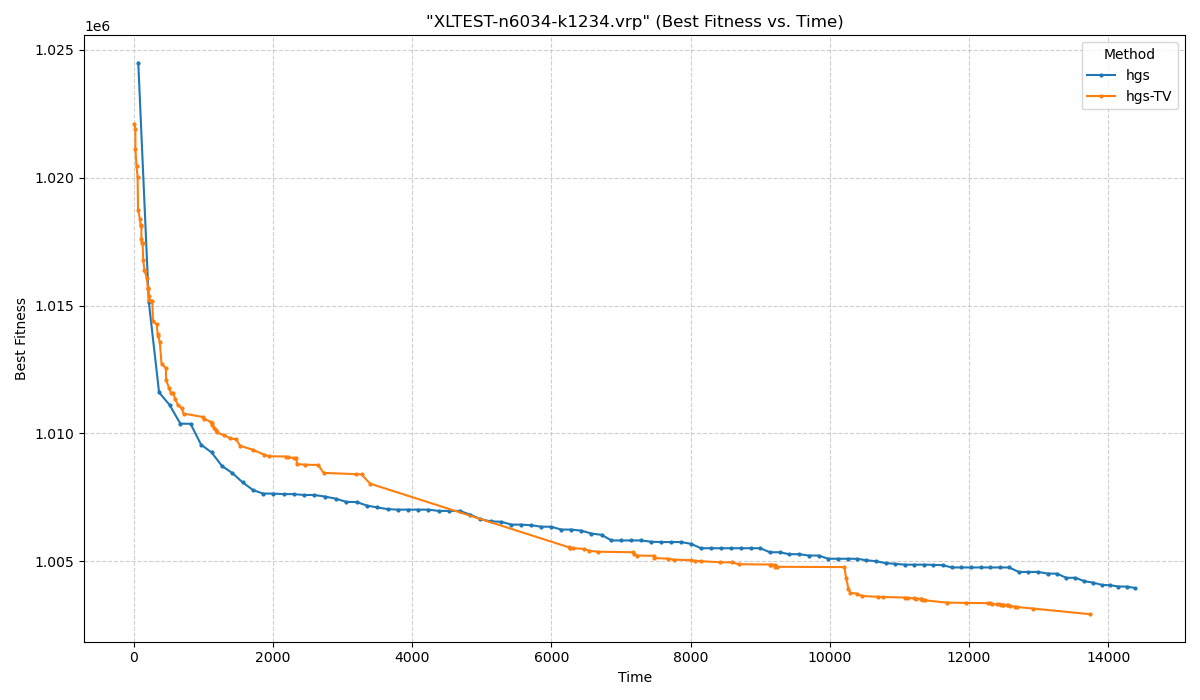 "XLTEST-n6034-k1234.vrp" (Best Fitness vs. Time)
1e6
1.025
1.020
1.015
1.010
1.005
Best Fitness
Method
hgs
hgs-TV
0 2000 4000 6000 8000 10000 12000 14000
Time